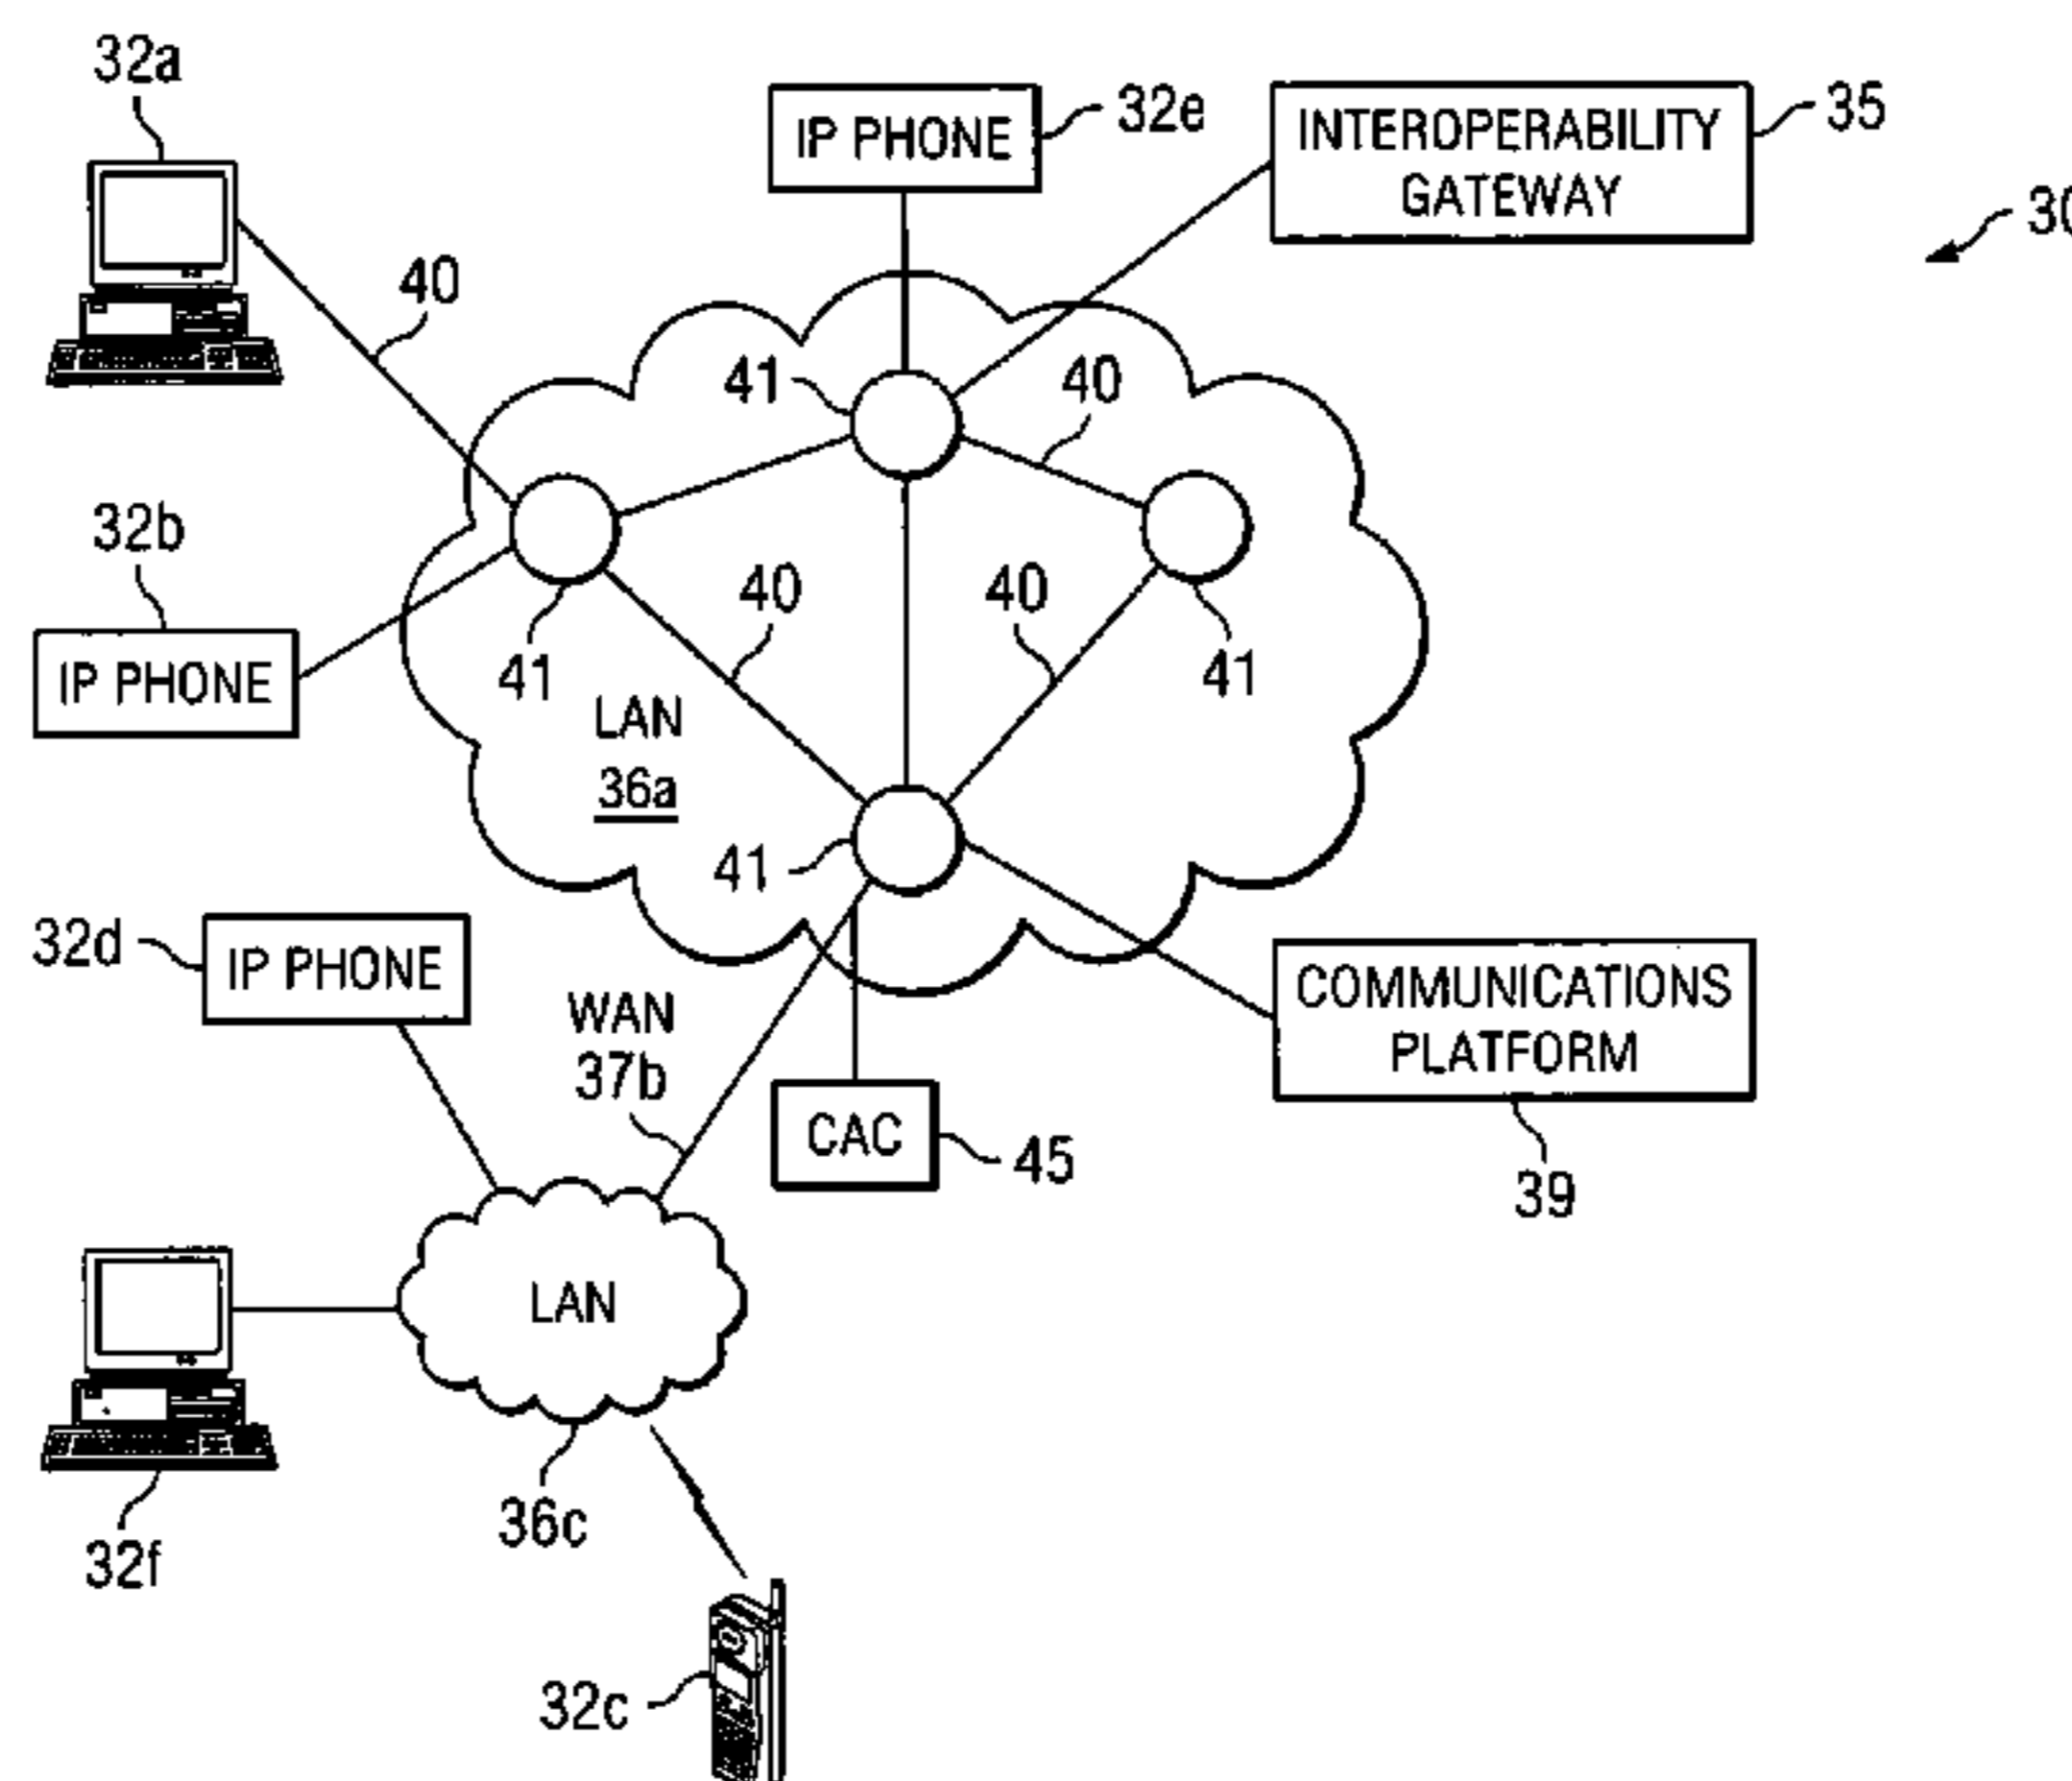 32a
IP PHONE
32e
INTEROPERABILITY
GATEWAY
35
30
40
41
40
32b
IP PHONE
41
40
40
41
LAN
36a
41
32d
IP PHONE
WAN
37b
COMMUNICATIONS
PLATFORM
39
CAC
45
LAN
36c
32f
32c